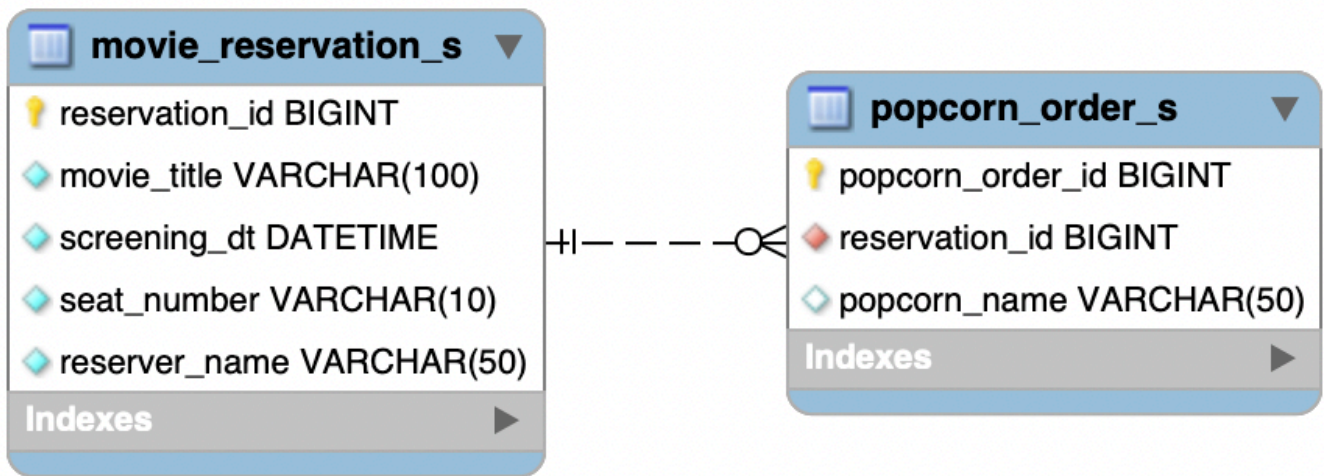 movie_reservation_s
reservation_id BIGINT
movie_title VARCHAR(100)
screening_dt DATETIME
seat_number VARCHAR(10)
reserver_name VARCHAR(50)
Indexes
popcorn_order_s
popcorn_order_id BIGINT
reservation_id BIGINT
popcorn_name VARCHAR(50)
Indexes